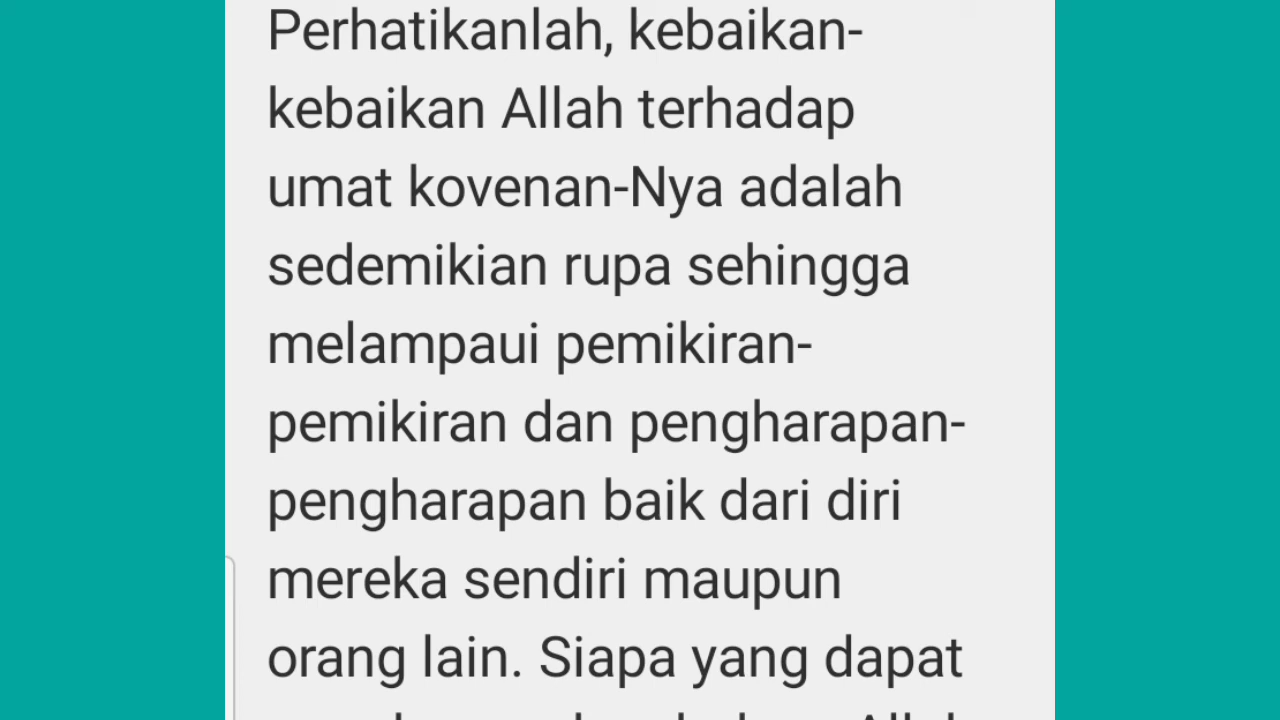 Perhatikanlah, kebaikan-
kebaikan Allah terhadap
umat kovenan-Nya adalah
sedemikian rupa sehingga
melampaui pemikiran-
pemikiran dan pengharapan-
pengharapan baik dari diri
mereka sendiri maupun
orang lain. Siapa yang dapat